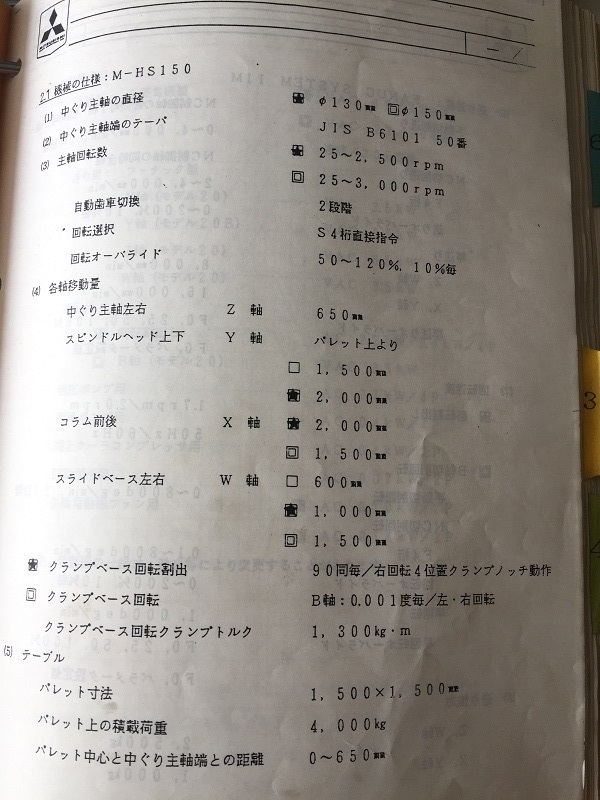 2.1 機械の仕様：M-HS150
(1) 中ぐり主軸の直径 φ130㎜ 回φ150㎜
(2) 中ぐり主軸端のテーパ JIS B6101 50番
(3) 主軸回転数 25～2,500rpm
回 25～3,000rpm
自動歯車切換 2段階
回転選択 S4桁直接指令
回転オーバライド 50～120%, 10%毎
(4) 各軸移動量
中ぐり主軸左右 Z 軸 650㎜
スピンドルヘッド上下 Y 軸 パレット上より
□ 1,500㎜
2,000㎜
コラム前後 X 軸 2,000㎜
回 1,500㎜
スライドベース左右 W 軸 □ 600㎜
1,000㎜
回 1,500㎜
クランプベース回転割出 90同毎／右回転4位置クランプノッチ動作
回 クランプベース回転 B軸：0.001度毎／左・右回転
クランプベース回転クランプトルク 1,300㎏・m
(5) テーブル
パレット寸法 1,500×1,500㎜
パレット上の積載荷重 4,000㎏
パレット中心と中ぐり主軸端との距離 0～650㎜